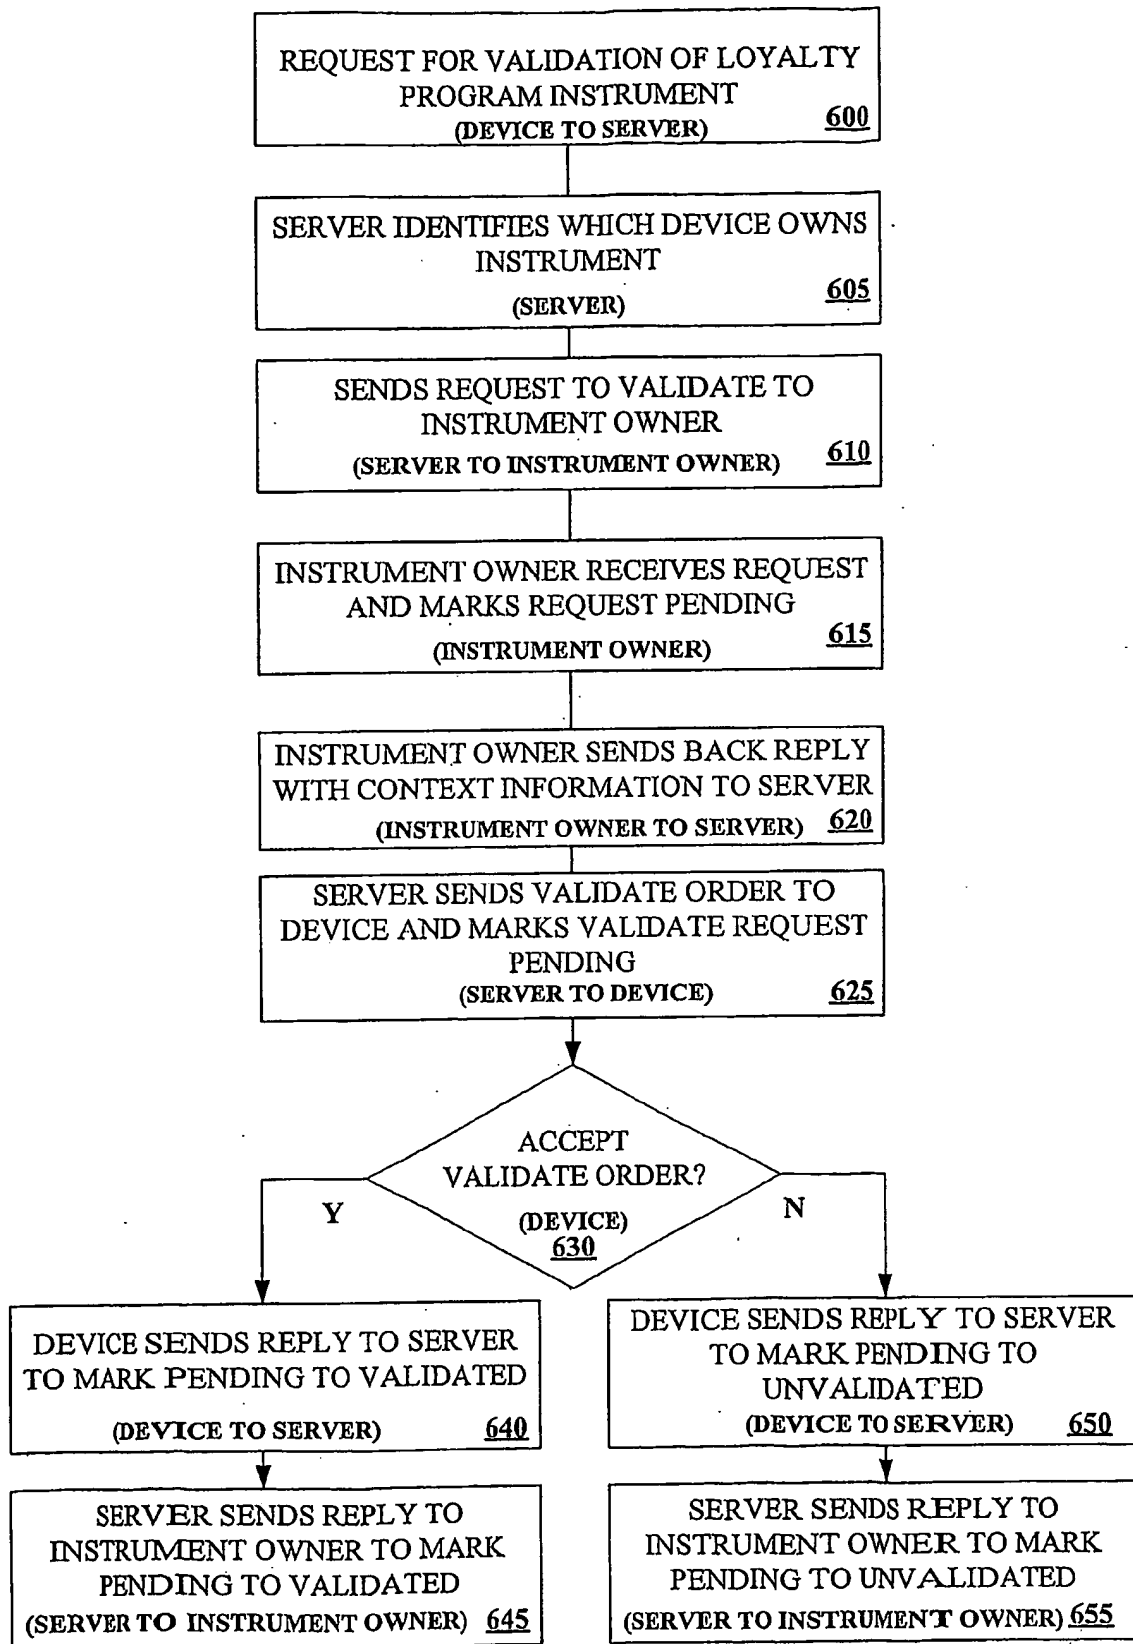 REQUEST FOR VALIDATION OF LOYALTY
PROGRAM INSTRUMENT
(DEVICE TO SERVER)
600
SERVER IDENTIFIES WHICH DEVICE OWNS
INSTRUMENT
(SERVER)
605
SENDS REQUEST TO VALIDATE TO
INSTRUMENT OWNER
(SERVER TO INSTRUMENT OWNER)
610
INSTRUMENT OWNER RECEIVES REQUEST
AND MARKS REQUEST PENDING
(INSTRUMENT OWNER)
615
INSTRUMENT OWNER SENDS BACK REPLY
WITH CONTEXT INFORMATION TO SERVER
(INSTRUMENT OWNER TO SERVER)
620
SERVER SENDS VALIDATE ORDER TO
DEVICE AND MARKS VALIDATE REQUEST
PENDING
(SERVER TO DEVICE)
625
ACCEPT
VALIDATE ORDER?
(DEVICE)
630
Y
N
DEVICE SENDS REPLY TO SERVER
TO MARK PENDING TO VALIDATED
(DEVICE TO SERVER)
640
DEVICE SENDS REPLY TO SERVER
TO MARK PENDING TO
UNVALIDATED
(DEVICE TO SERVER)
650
SERVER SENDS REPLY TO
INSTRUMENT OWNER TO MARK
PENDING TO VALIDATED
(SERVER TO INSTRUMENT OWNER) 645
SERVER SENDS REPLY TO
INSTRUMENT OWNER TO MARK
PENDING TO UNVALIDATED
(SERVER TO INSTRUMENT OWNER) 655